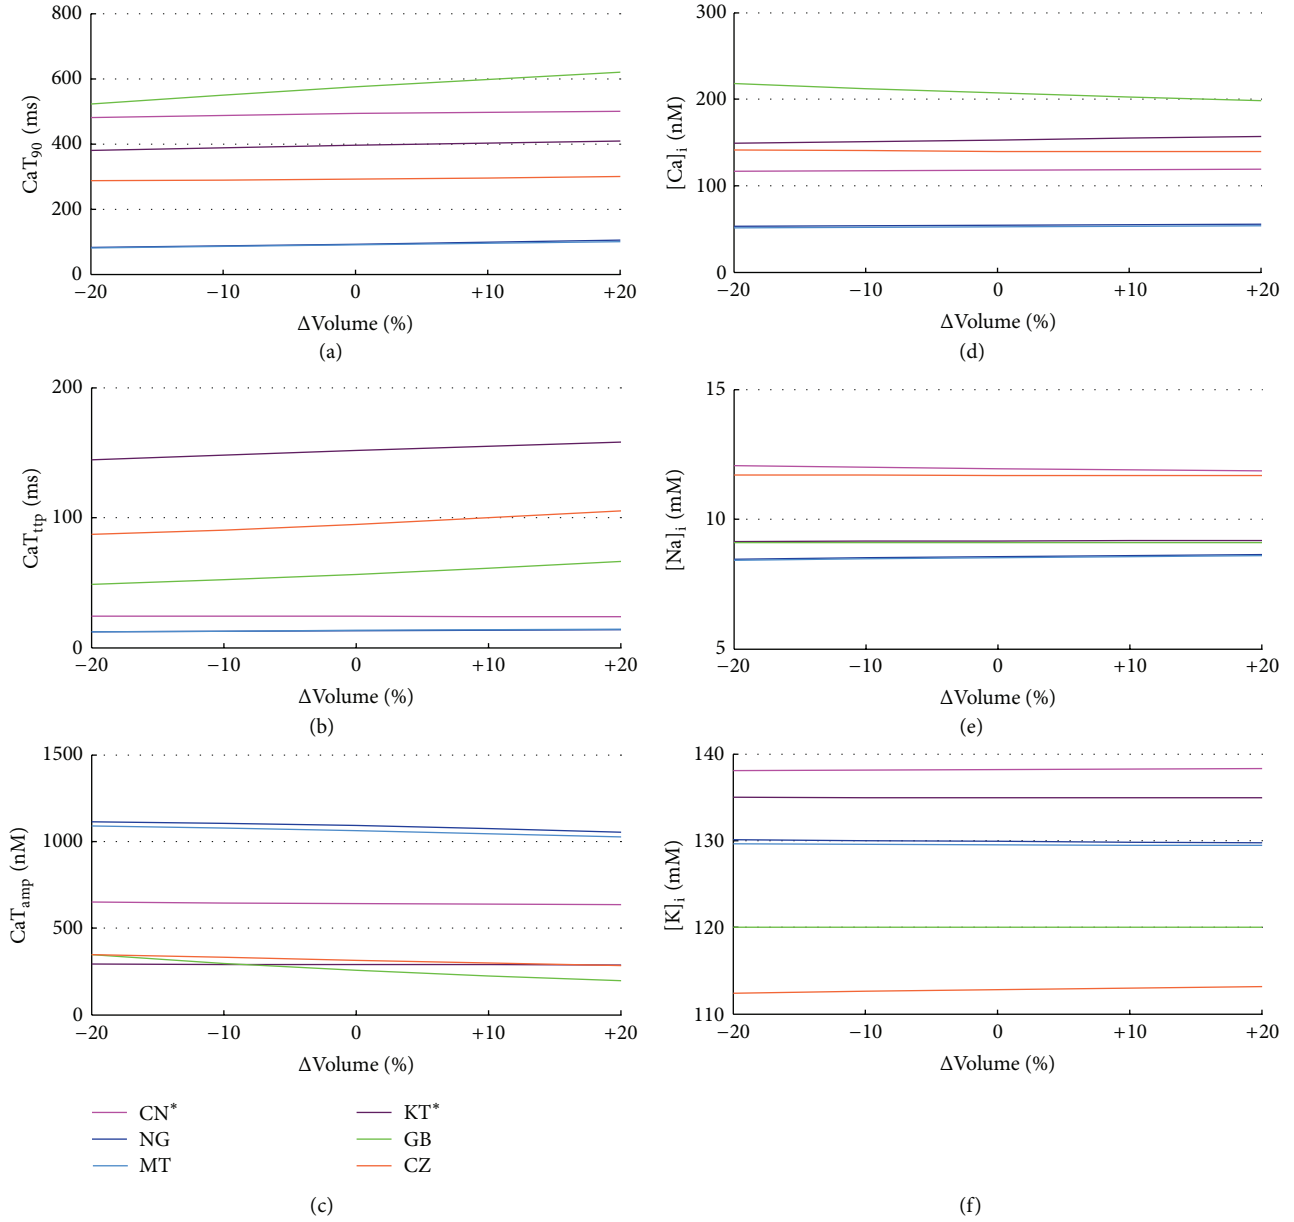 800
600
400
200
0
CaT90 (ms)
−20 −10 0 +10 +20
ΔVolume (%)
(a)
200
100
0
CaTttp (ms)
−20 −10 0 +10 +20
ΔVolume (%)
(b)
1500
1000
500
0
CaTamp (nM)
−20 −10 0 +10 +20
ΔVolume (%)
CN*
NG
MT
KT*
GB
CZ
(c)
300
200
100
0
[Ca]i (nM)
−20 −10 0 +10 +20
ΔVolume (%)
(d)
15
10
5
[Na]i (mM)
−20 −10 0 +10 +20
ΔVolume (%)
(e)
140
130
120
110
[K]i (mM)
−20 −10 0 +10 +20
ΔVolume (%)
(f)